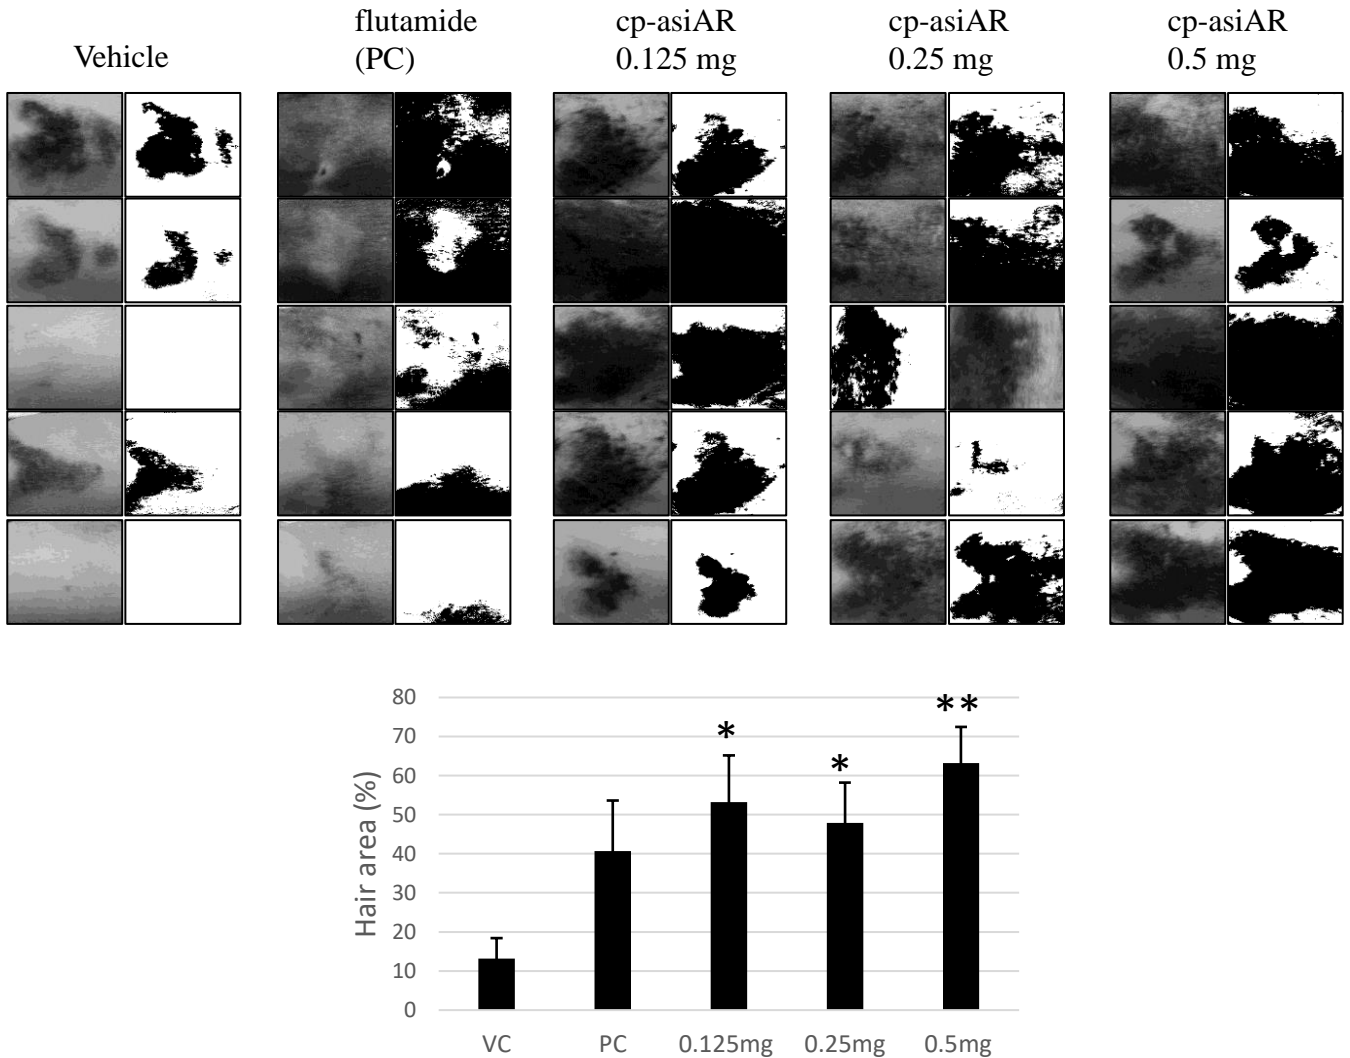 Vehicle
flutamide
(PC)
cp-asiAR
0.125 mg
cp-asiAR
0.25 mg
cp-asiAR
0.5 mg
Hair area (%)
80
70
60
50
40
30
20
10
0
*
*
**
VC
PC
0.125mg
0.25mg
0.5mg